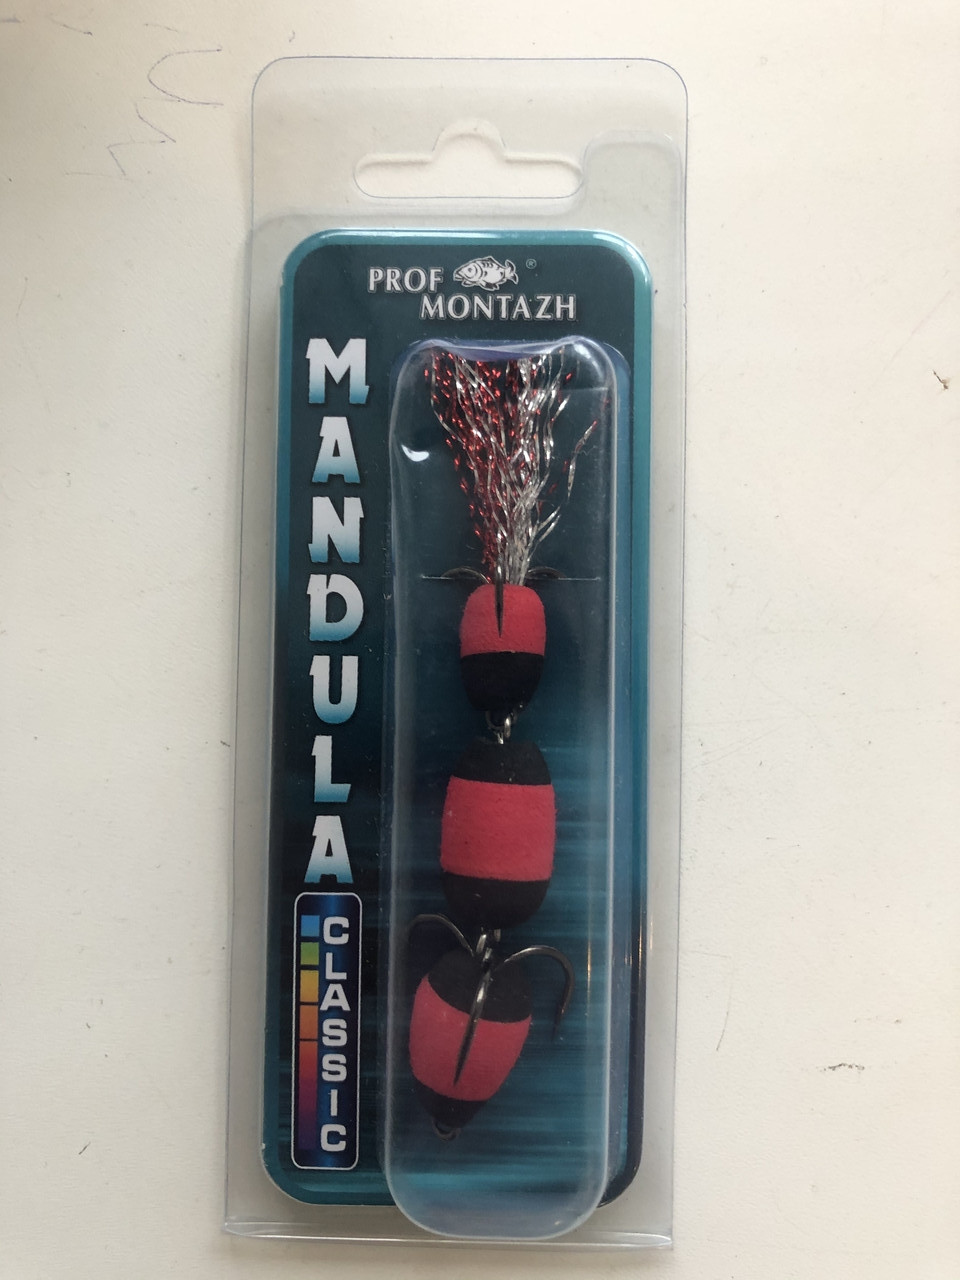 PROF ®
MONTAZH
MANDULA
CLASSIC